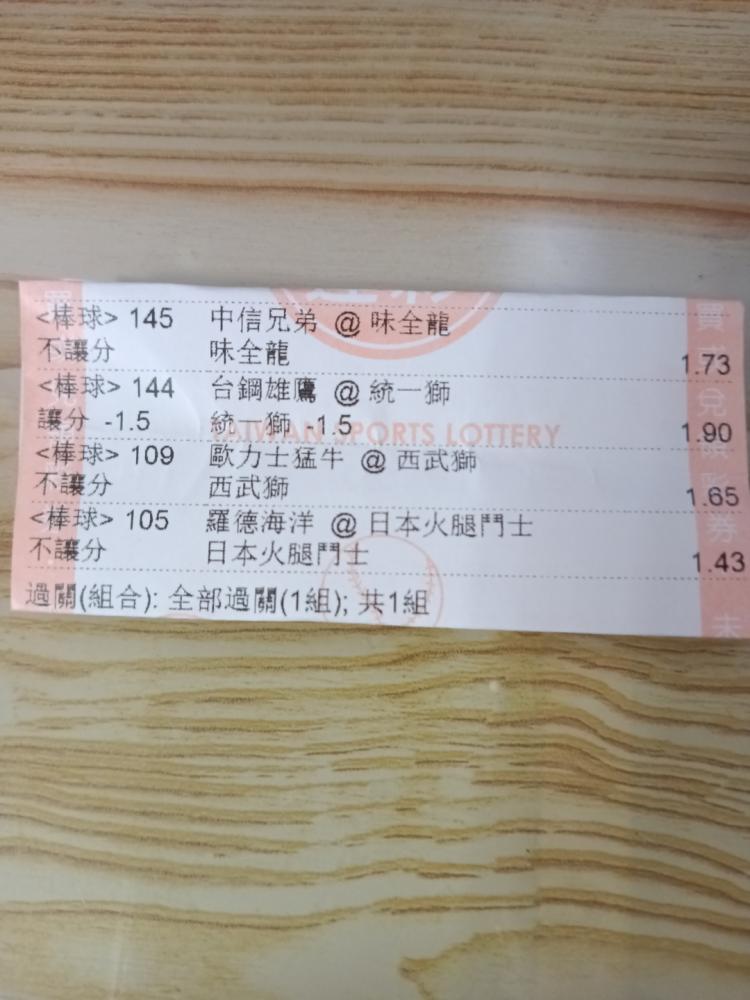 <棒球> 145 中信兄弟 @ 味全龍
不讓分 味全龍 1.73
<棒球> 144 台鋼雄鷹 @ 統一獅
讓分 -1.5 統一獅 -1.5 1.90
TAIWAN SPORTS LOTTERY
<棒球> 109 歐力士猛牛 @ 西武獅
不讓分 西武獅 1.65
<棒球> 105 羅德海洋 @ 日本火腿鬥士
不讓分 日本火腿鬥士 1.43
過關(組合): 全部過關(1組); 共1組